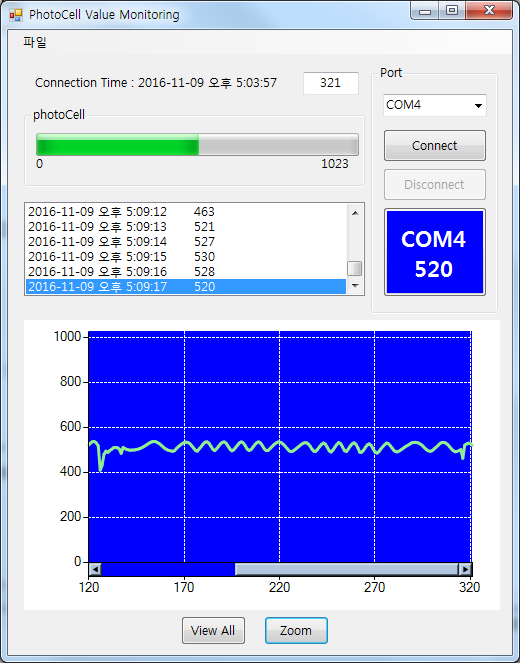 PhotoCell Value Monitoring
파일
Connection Time : 2016-11-09 오후 5:03:57
321
photoCell
0
1023
2016-11-09 오후 5:09:12 463
2016-11-09 오후 5:09:13 521
2016-11-09 오후 5:09:14 527
2016-11-09 오후 5:09:15 530
2016-11-09 오후 5:09:16 528
2016-11-09 오후 5:09:17 520
Port
COM4
Connect
Disconnect
COM4
520
1000
800
600
400
200
0
120 170 220 270 320
View All
Zoom